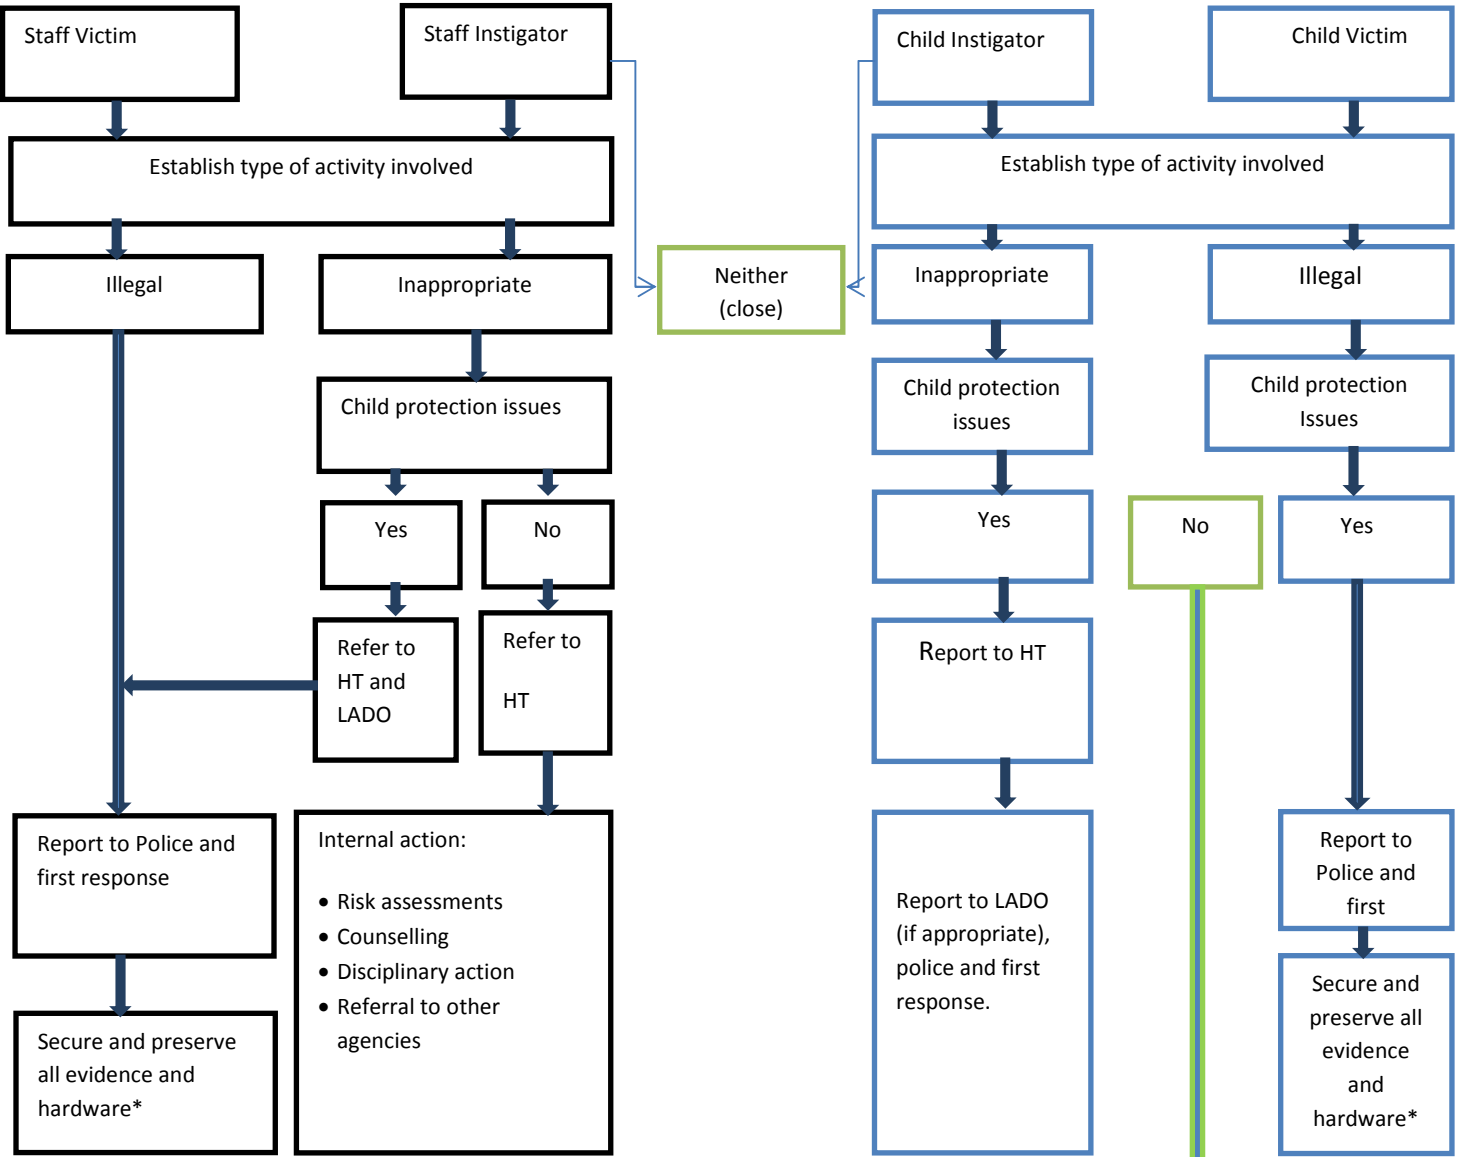 Staff Victim
Staff Instigator
Child Instigator
Child Victim
Establish type of activity involved
Establish type of activity involved
Illegal
Inappropriate
Neither
(close)
Inappropriate
Illegal
Child protection issues
Child protection
issues
Child protection
Issues
Yes
No
Yes
No
Yes
Refer to
HT and
LADO
Refer to
HT
Report to HT
Report to Police and
first response
Internal action:
• Risk assessments
• Counselling
• Disciplinary action
• Referral to other
agencies
Report to LADO
(if appropriate),
police and first
response.
Report to
Police and
first
Secure and preserve
all evidence and
hardware*
Secure and
preserve all
evidence
and
hardware*